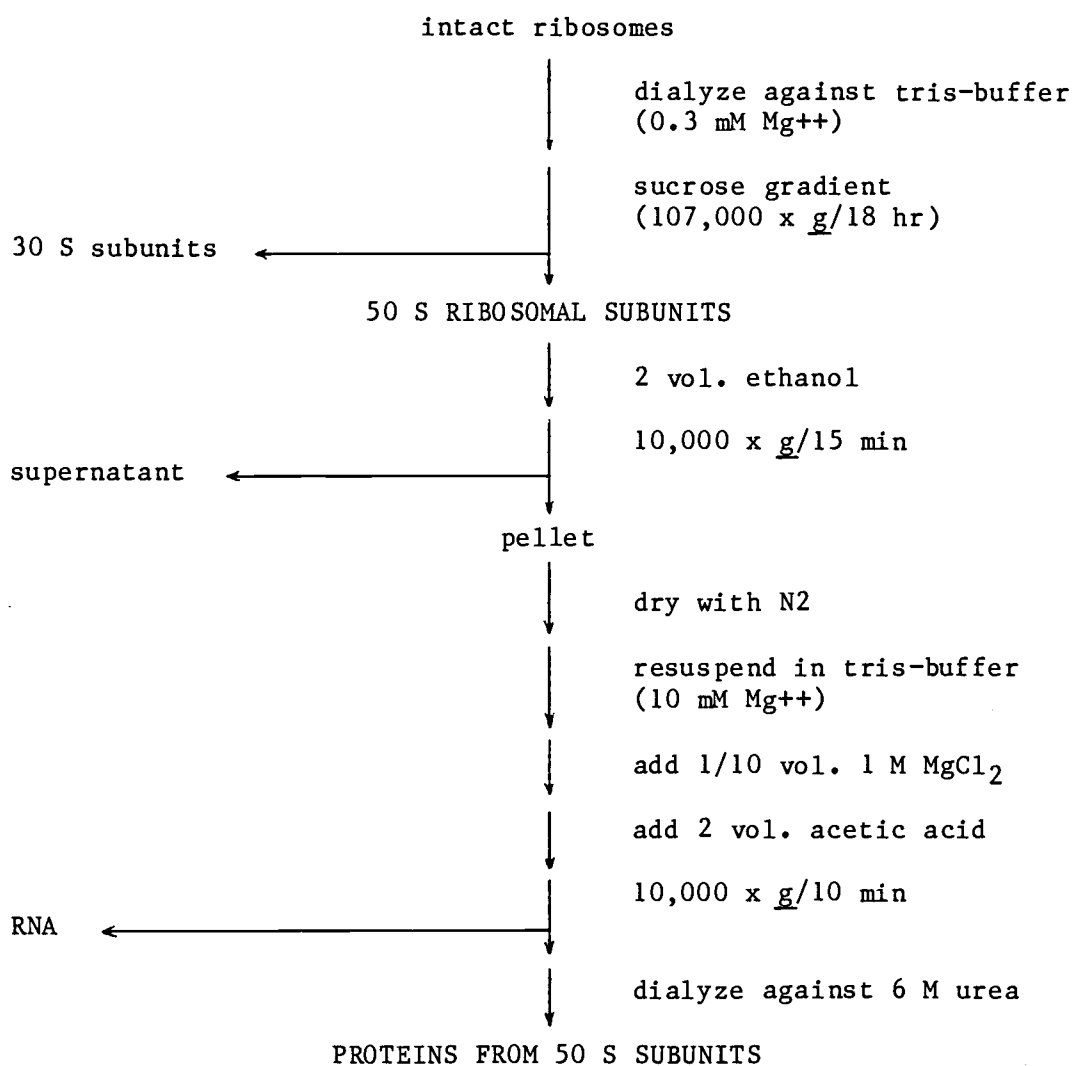 intact ribosomes
dialyze against tris-buffer
(0.3 mM Mg++)
sucrose gradient
(107,000 x g/18 hr)
30 S subunits
50 S RIBOSOMAL SUBUNITS
2 vol. ethanol
10,000 x g/15 min
supernatant
pellet
dry with N2
resuspend in tris-buffer
(10 mM Mg++)
add 1/10 vol. 1 M MgCl2
add 2 vol. acetic acid
10,000 x g/10 min
RNA
dialyze against 6 M urea
PROTEINS FROM 50 S SUBUNITS